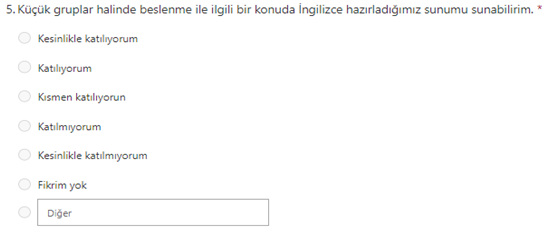 5. Küçük gruplar halinde beslenme ile ilgili bir konuda İngilizce hazırladığımız sunumu sunabilirim. *
Kesinlikle katılıyorum
Katılıyorum
Kısmen katılıyorun
Katılmıyorum
Kesinlikle katılmıyorum
Fikrim yok
Diğer